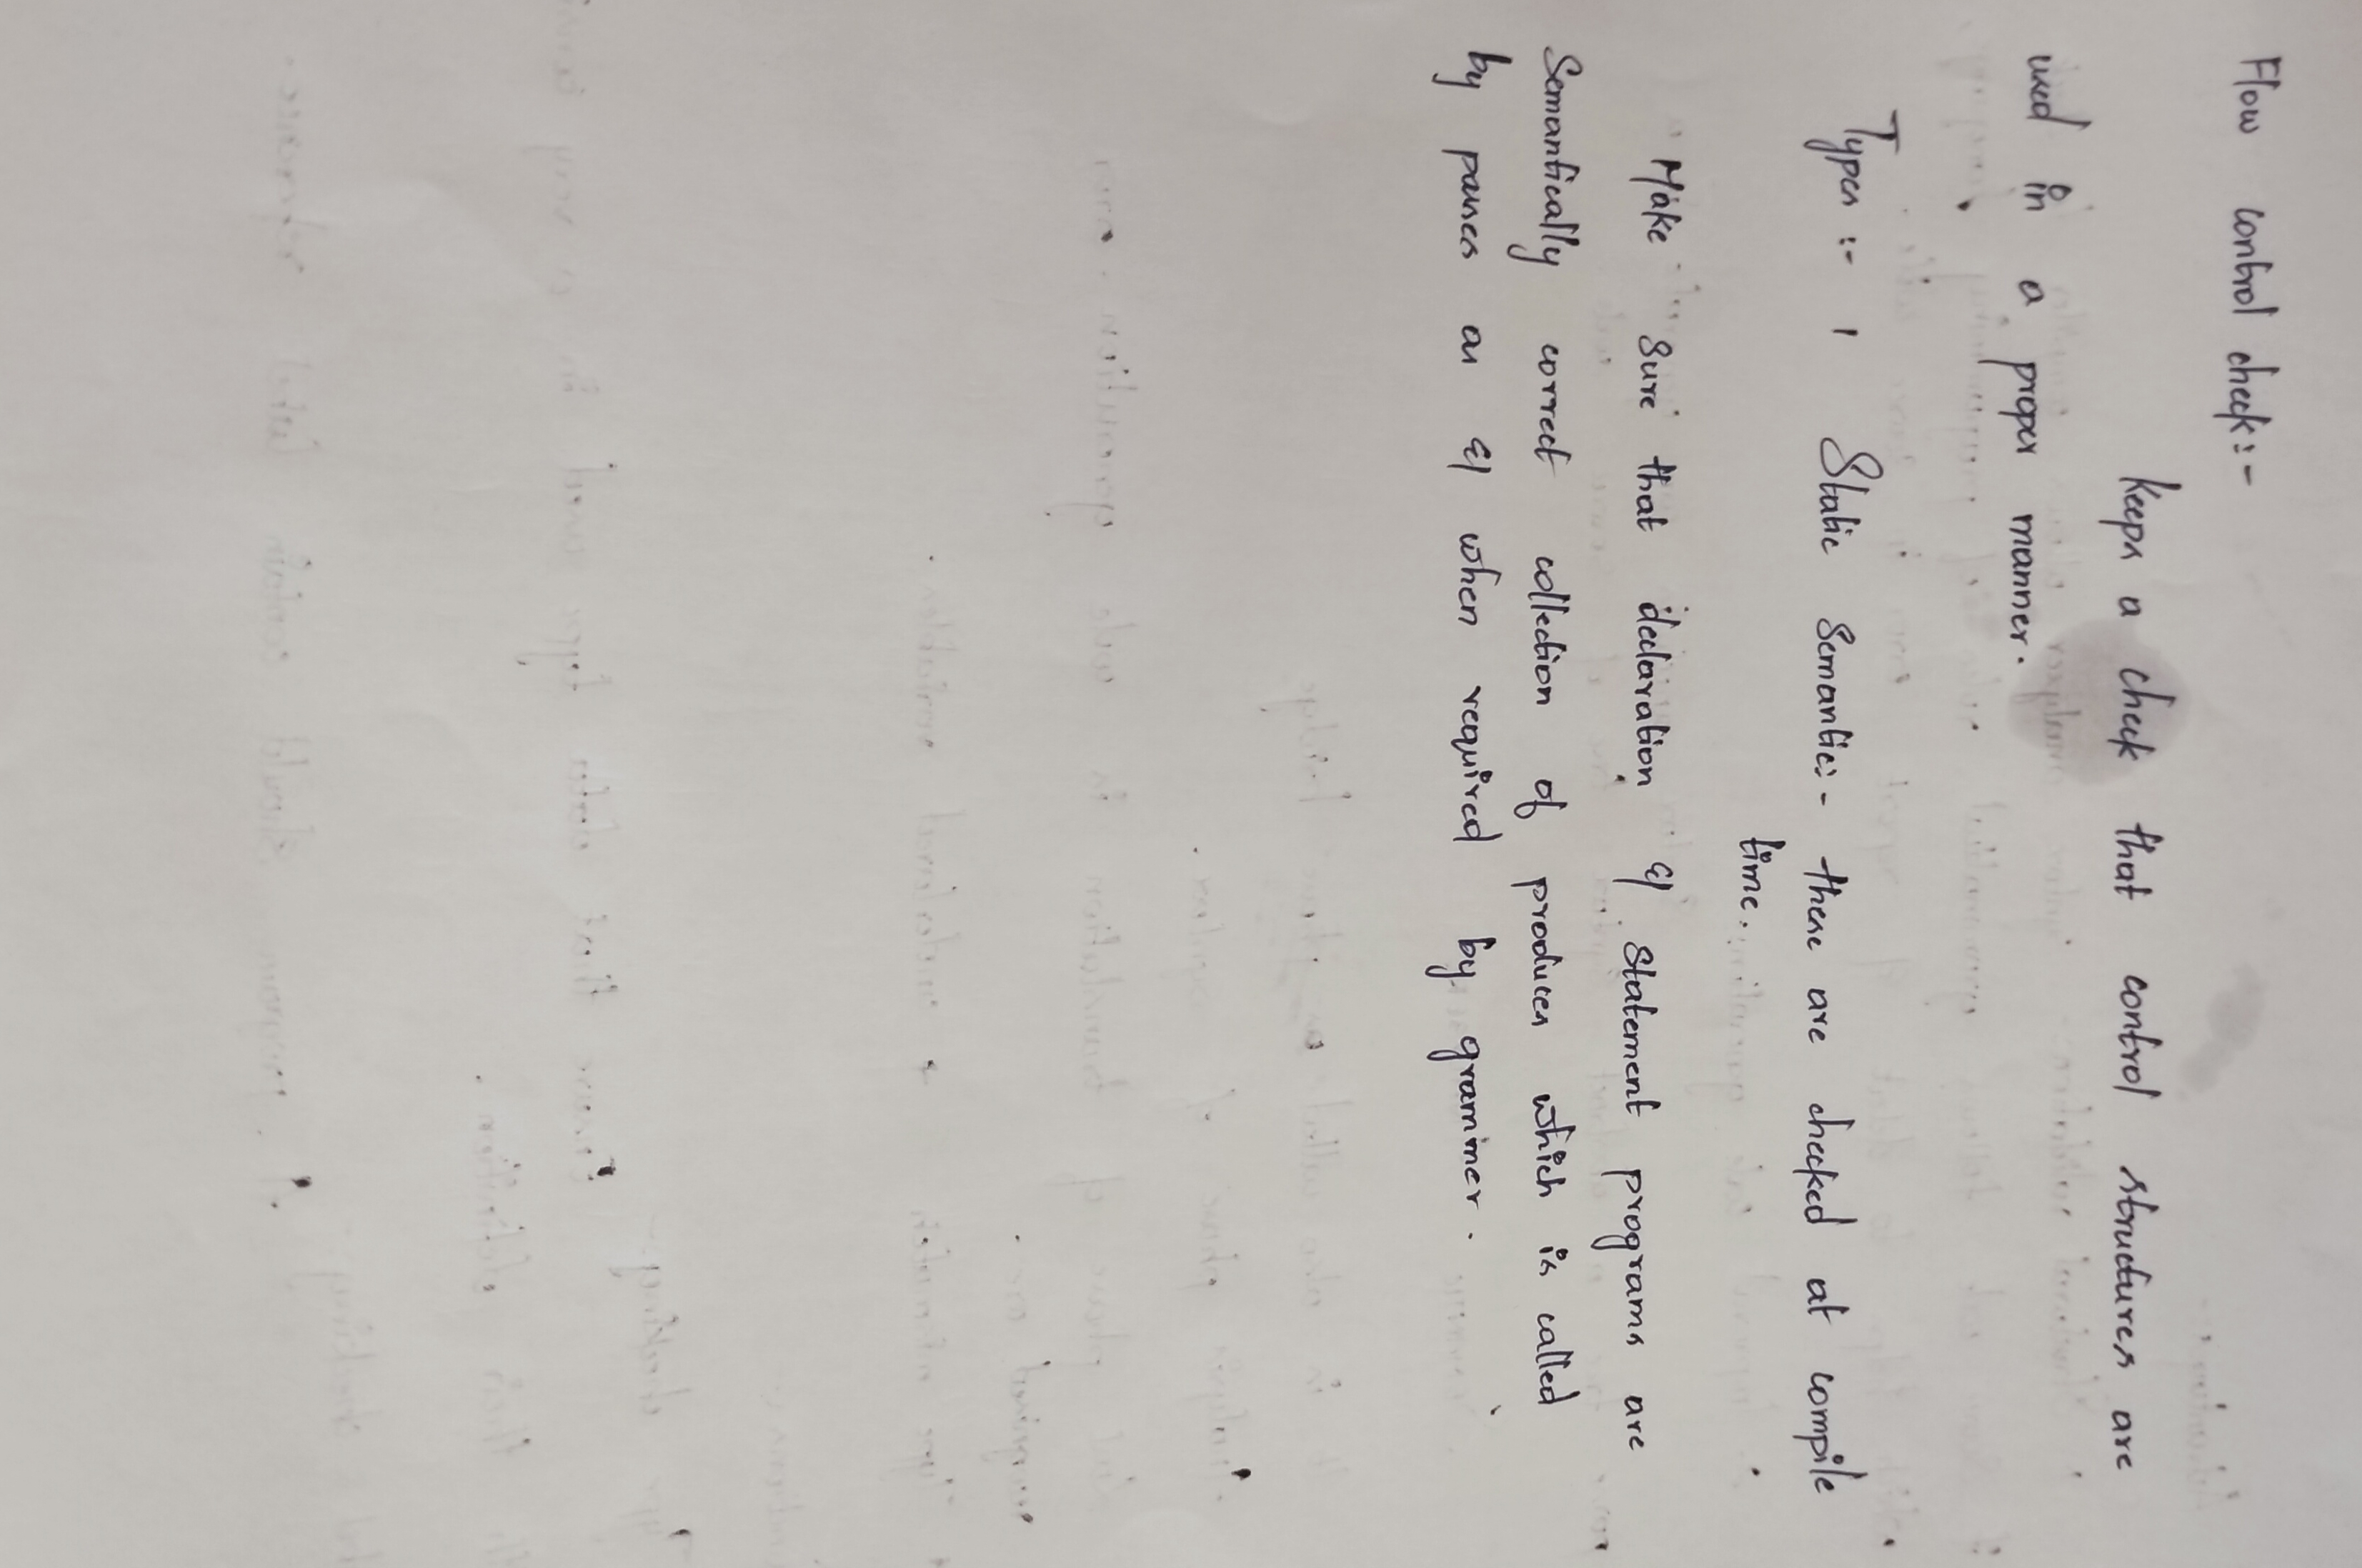 Flow control check:-
Keeps a check that control structures are
used in a proper manner.
Types :- 1 Static Semantic:- these are checked at compile
time.
Make Sure that declaration & statement programs are
Semantically correct collection of produces which is called
by parses as & when required by grammer.